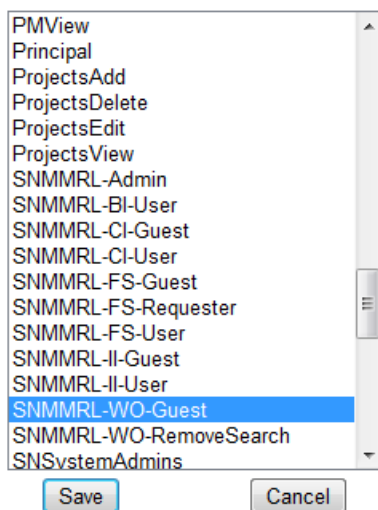 PMView
Principal
ProjectsAdd
ProjectsDelete
ProjectsEdit
ProjectsView
SNMMRL-Admin
SNMMRL-BI-User
SNMMRL-CI-Guest
SNMMRL-CI-User
SNMMRL-FS-Guest
SNMMRL-FS-Requester
SNMMRL-FS-User
SNMMRL-II-Guest
SNMMRL-II-User
SNMMRL-WO-Guest
SNMMRL-WO-RemoveSearch
SNSystemAdmins
Save Cancel